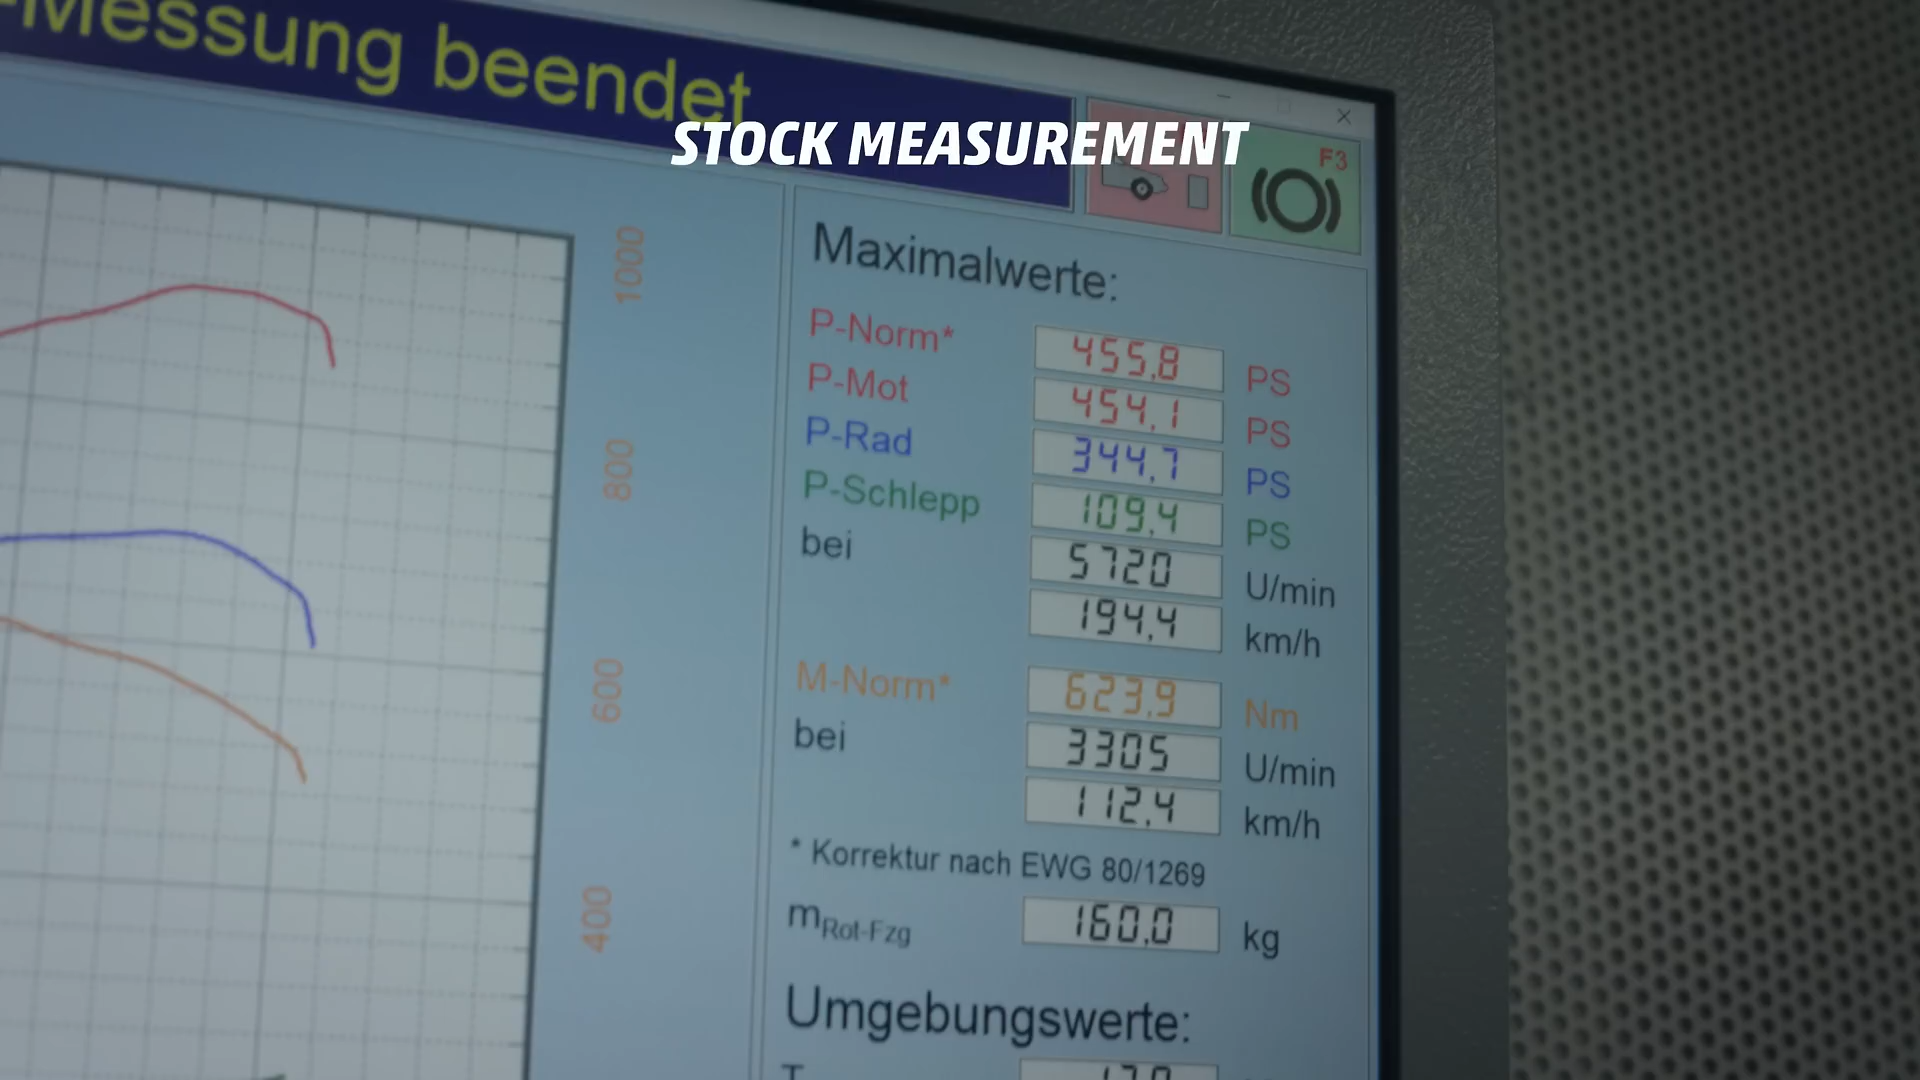 -Messung beendet
STOCK MEASUREMENT
F3
Maximalwerte:
P-Norm* 455,8 PS
P-Mot 454,1 PS
P-Rad 344,7 PS
P-Schlepp 109,4 PS
bei 5720 U/min
194,4 km/h
M-Norm* 623,9 Nm
bei 3305 U/min
112,4 km/h
* Korrektur nach EWG 80/1269
mRot-Fzg 160,0 kg
Umgebungswerte:
1000
800
600
400